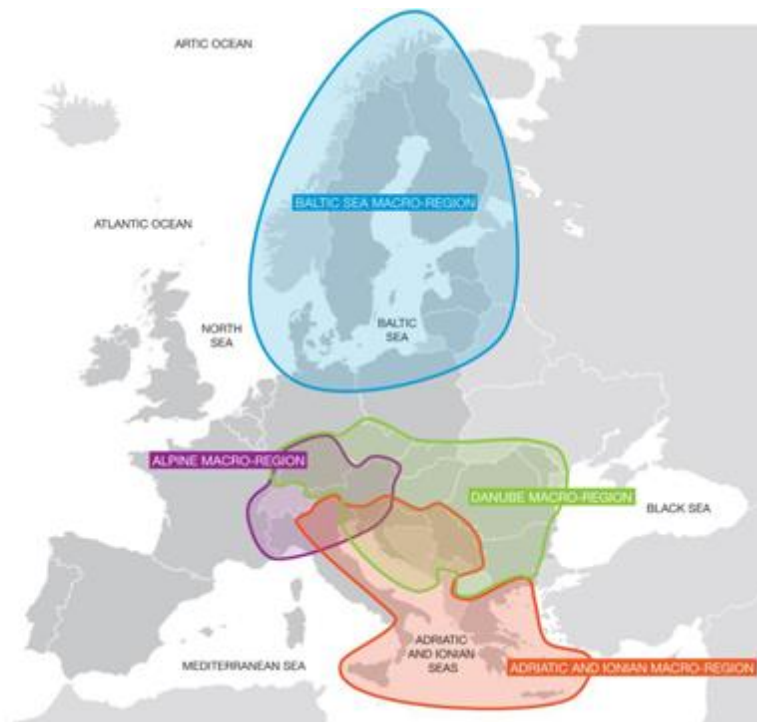 ARTIC OCEAN
BALTIC SEA MACRO-REGION
ATLANTIC OCEAN
NORTH
SEA
BALTIC
SEA
ALPINE MACRO-REGION
DANUBE MACRO-REGION
BLACK SEA
ADRIATIC
AND IONIAN
SEAS
MEDITERRANEAN SEA
ADRIATIC AND IONIAN MACRO-REGION